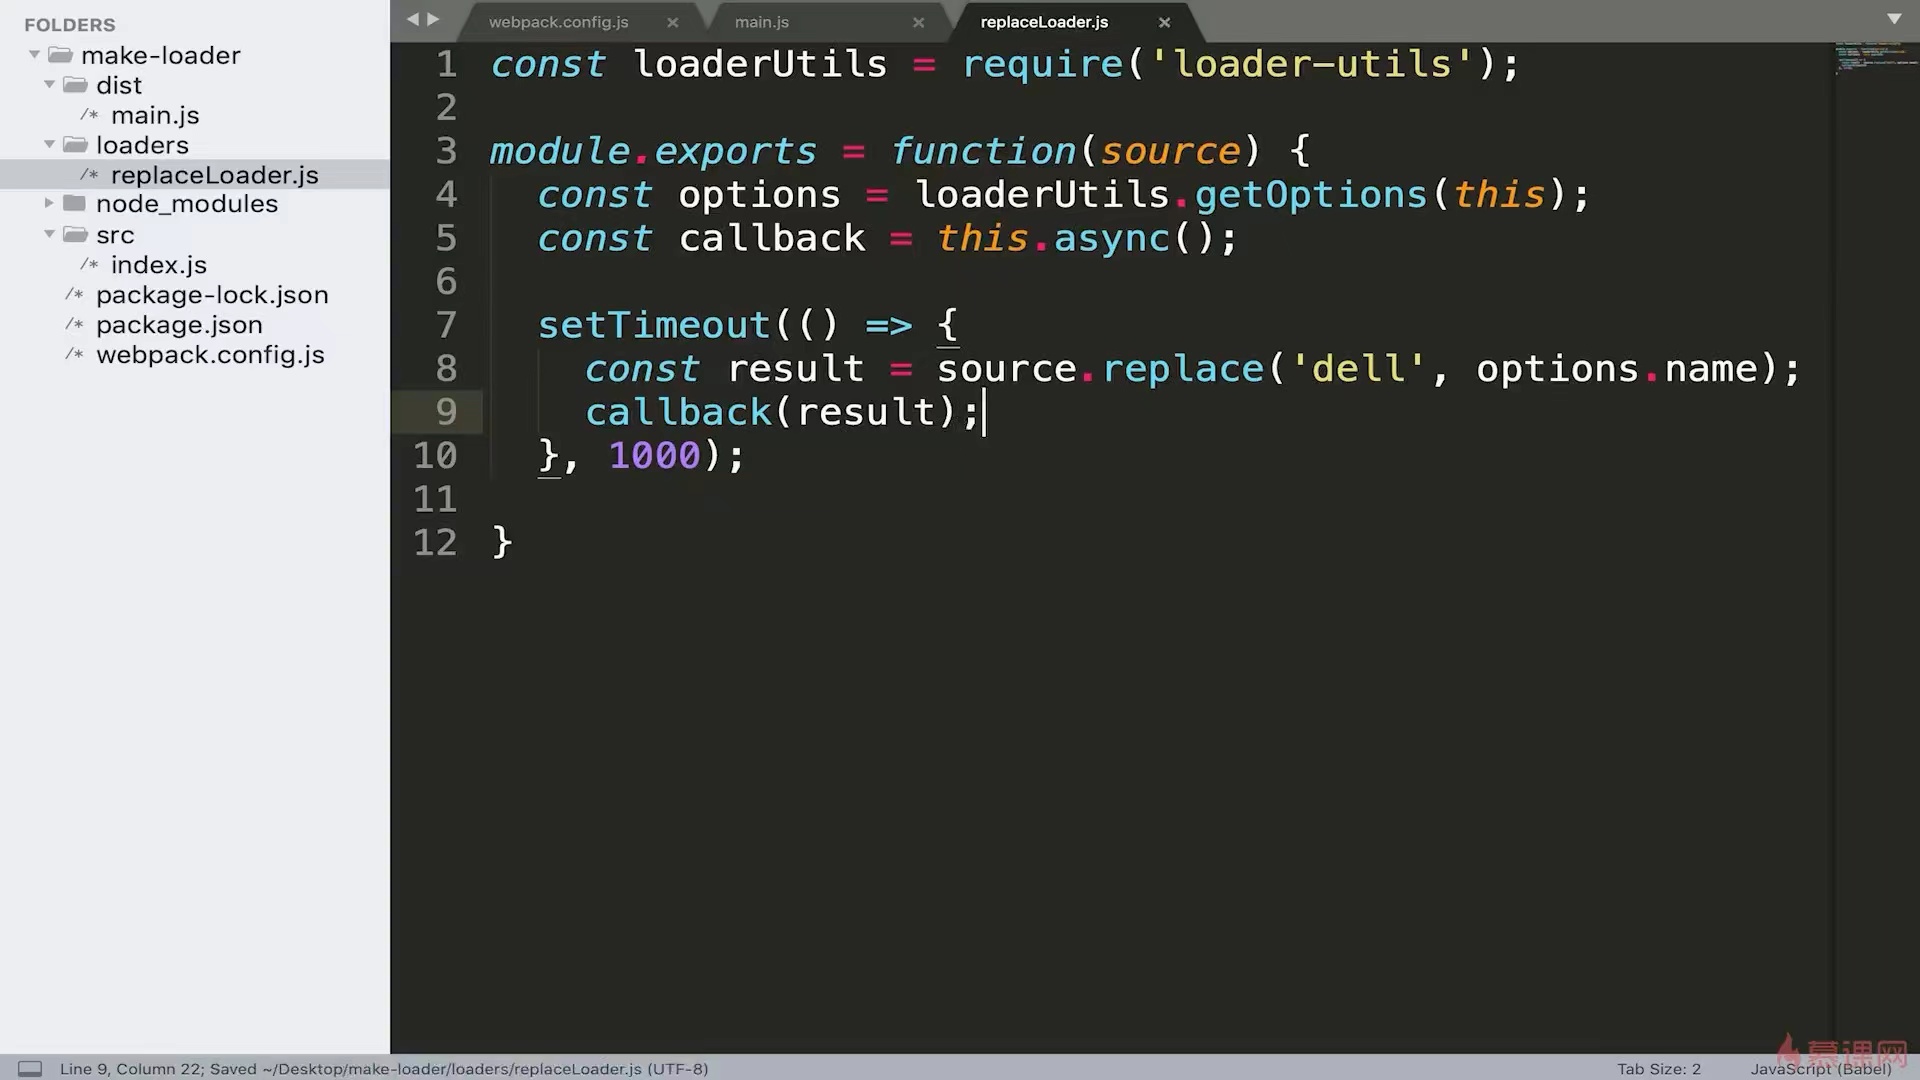 FOLDERS
make-loader
dist
/* main.js
loaders
/* replaceLoader.js
node_modules
src
/* index.js
/* package-lock.json
/* package.json
/* webpack.config.js
webpack.config.js × main.js × replaceLoader.js ×
1 const loaderUtils = require('loader-utils');
2
3 module.exports = function(source) {
4 const options = loaderUtils.getOptions(this);
5 const callback = this.async();
6
7 setTimeout(() => {
8 const result = source.replace('dell', options.name);
9 callback(result);
10 }, 1000);
11
12 }
Line 9, Column 22; Saved ~/Desktop/make-loader/loaders/replaceLoader.js (UTF-8)
Tab Size: 2
JavaScript (Babel)
慕课网